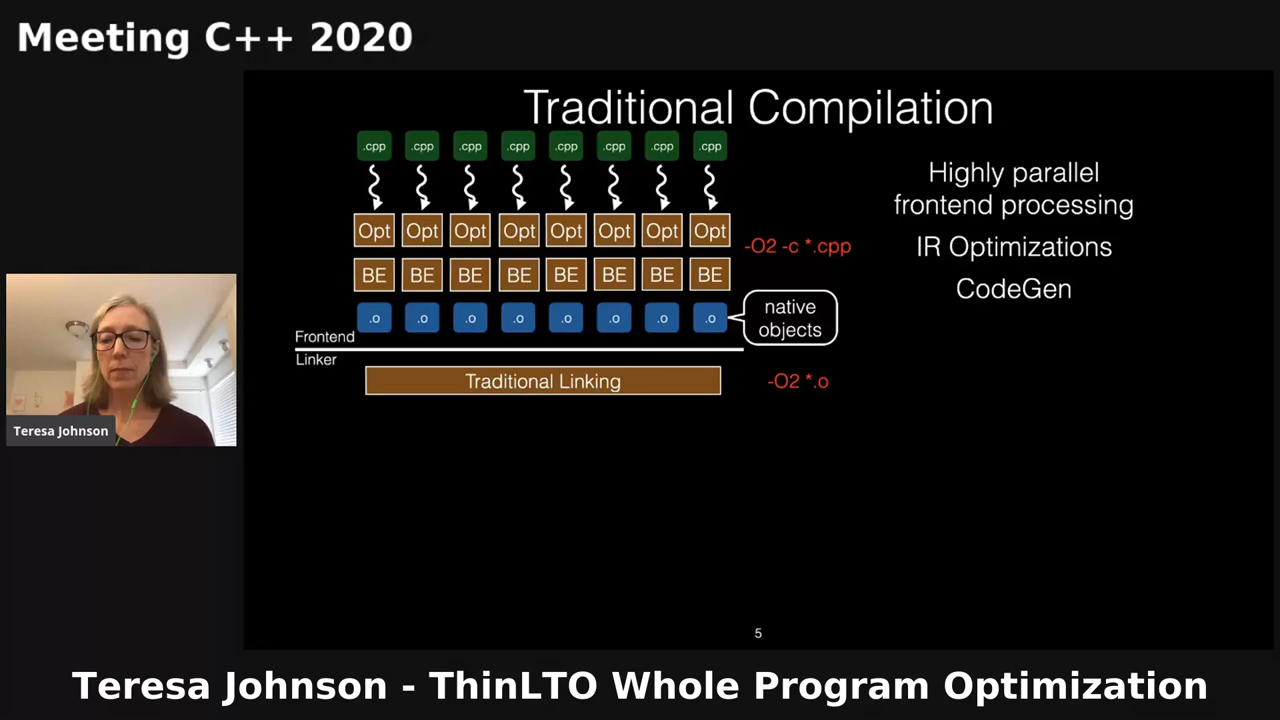 Meeting C++ 2020
Traditional Compilation
.cpp .cpp .cpp .cpp .cpp .cpp .cpp .cpp
Opt Opt Opt Opt Opt Opt Opt Opt
-O2 -c *.cpp
BE BE BE BE BE BE BE BE
.o .o .o .o .o .o .o .o
native
objects
Frontend
Linker
Traditional Linking
-O2 *.o
Highly parallel
frontend processing
IR Optimizations
CodeGen
Teresa Johnson
5
Teresa Johnson - ThinLTO Whole Program Optimization